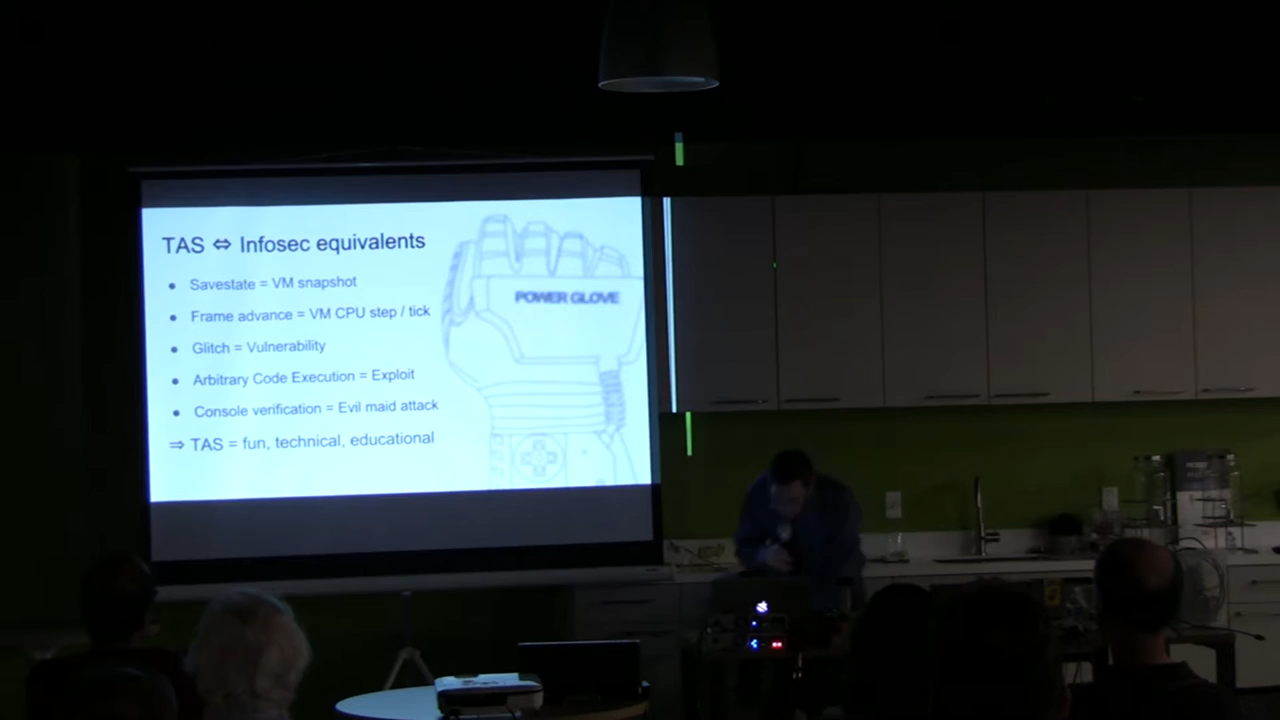 TAS ⇔ Infosec equivalents
● Savestate = VM snapshot
● Frame advance = VM CPU step / tick
● Glitch = Vulnerability
● Arbitrary Code Execution = Exploit
● Console verification = Evil maid attack
⇒ TAS = fun, technical, educational
POWER GLOVE